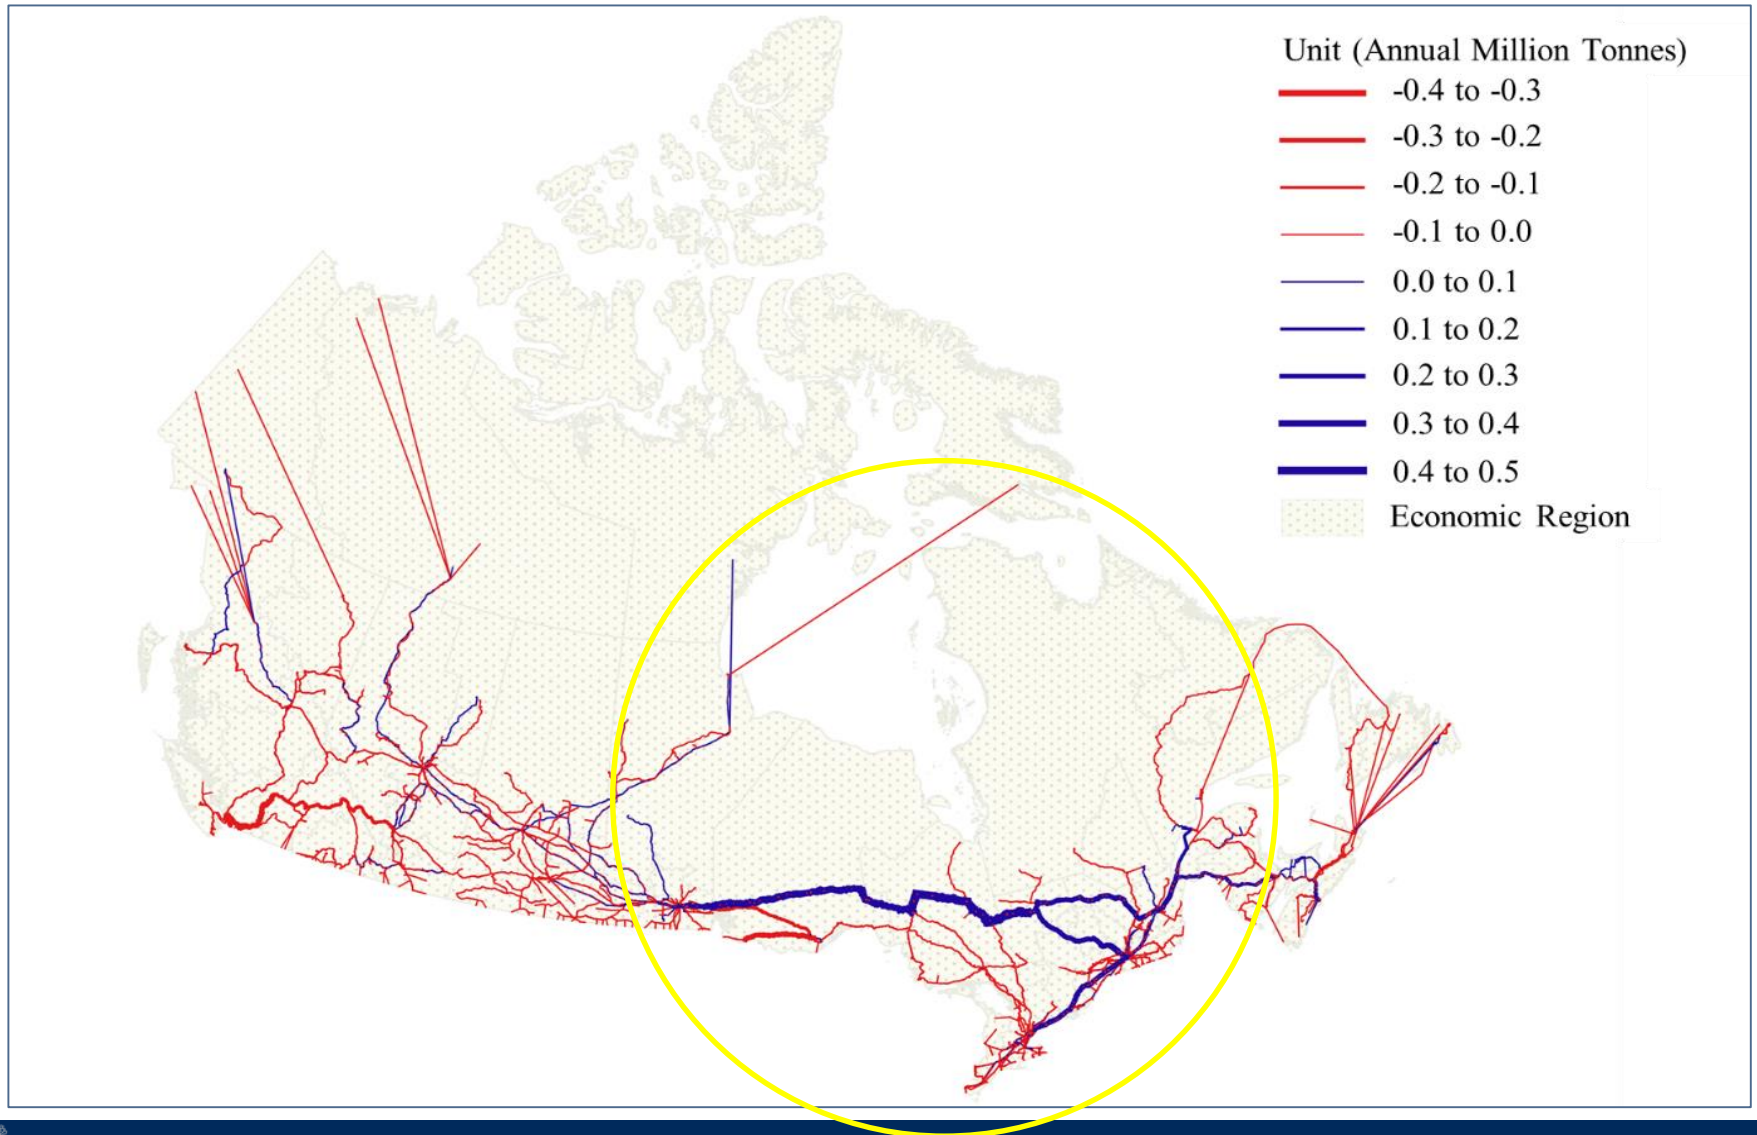 Unit (Annual Million Tonnes)
-0.4 to -0.3
-0.3 to -0.2
-0.2 to -0.1
-0.1 to 0.0
0.0 to 0.1
0.1 to 0.2
0.2 to 0.3
0.3 to 0.4
0.4 to 0.5
Economic Region